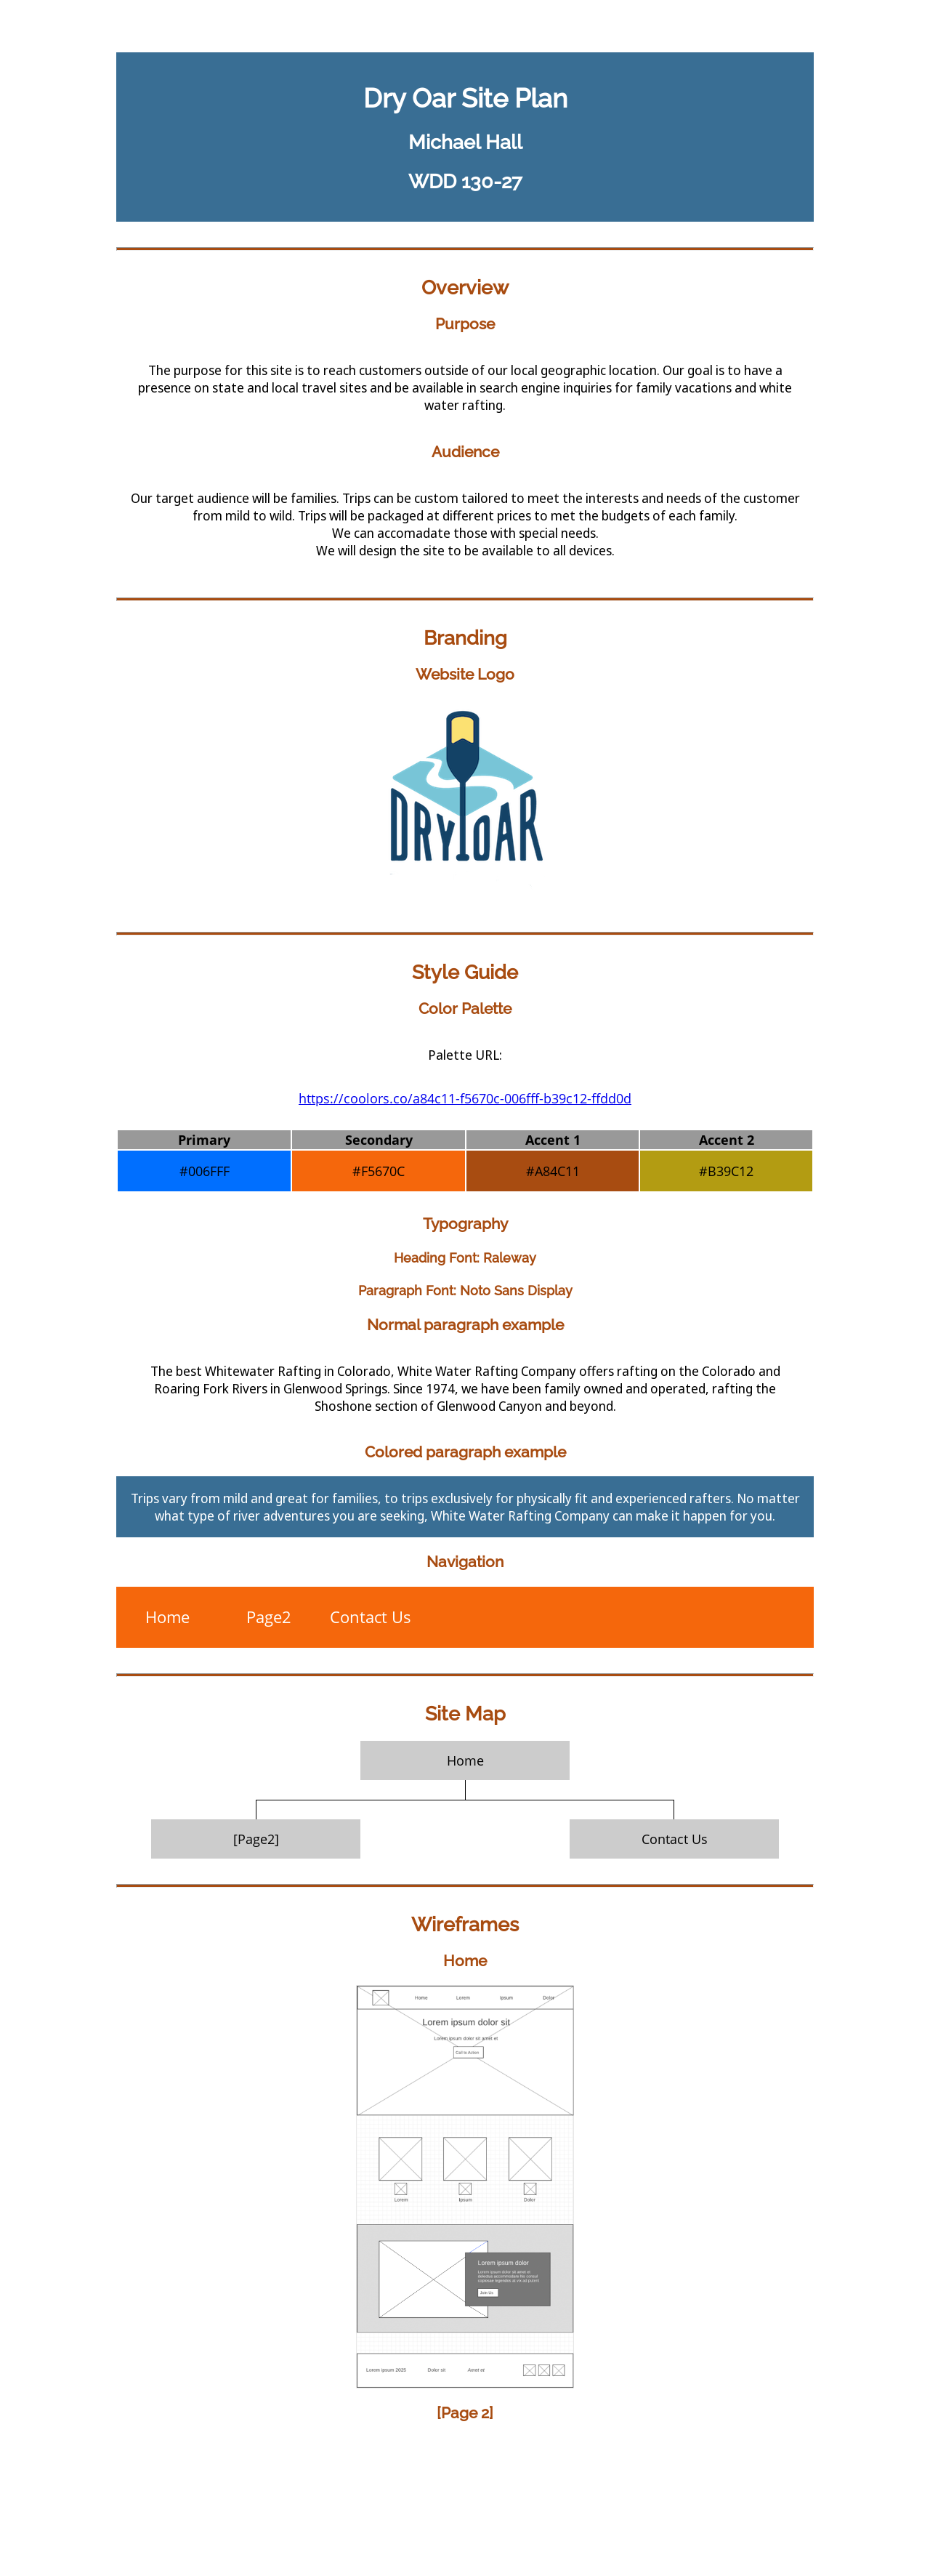 Dry Oar Site Plan
Michael Hall
WDD 130-27
Overview
Purpose
The purpose for this site is to reach customers outside of our local geographic location. Our goal is to have a
presence on state and local travel sites and be available in search engine inquiries for family vacations and white
water rafting.
Audience
Our target audience will be families. Trips can be custom tailored to meet the interests and needs of the customer
from mild to wild. Trips will be packaged at different prices to met the budgets of each family.
We can accomadate those with special needs.
We will design the site to be available to all devices.
Branding
Website Logo
DRY OAR
Style Guide
Color Palette
Palette URL:
https://coolors.co/a84c11-f5670c-006fff-b39c12-ffdd0d
Primary Secondary Accent 1 Accent 2
#006FFF #F5670C #A84C11 #B39C12
Typography
Heading Font: Raleway
Paragraph Font: Noto Sans Display
Normal paragraph example
The best Whitewater Rafting in Colorado, White Water Rafting Company offers rafting on the Colorado and
Roaring Fork Rivers in Glenwood Springs. Since 1974, we have been family owned and operated, rafting the
Shoshone section of Glenwood Canyon and beyond.
Colored paragraph example
Trips vary from mild and great for families, to trips exclusively for physically fit and experienced rafters. No matter
what type of river adventures you are seeking, White Water Rafting Company can make it happen for you.
Navigation
Home Page2 Contact Us
Site Map
Home
[Page2] Contact Us
Wireframes
Home
Home Lorem Ipsum Dolor
Lorem ipsum dolor sit
Lorem ipsum dolor sit amet et
Call to Action
Lorem Ipsum Dolor
Lorem ipsum dolor
Lorem ipsum dolor sit amet et
Join Us
Lorem ipsum 2025 Dolor sit Amet et
[Page 2]